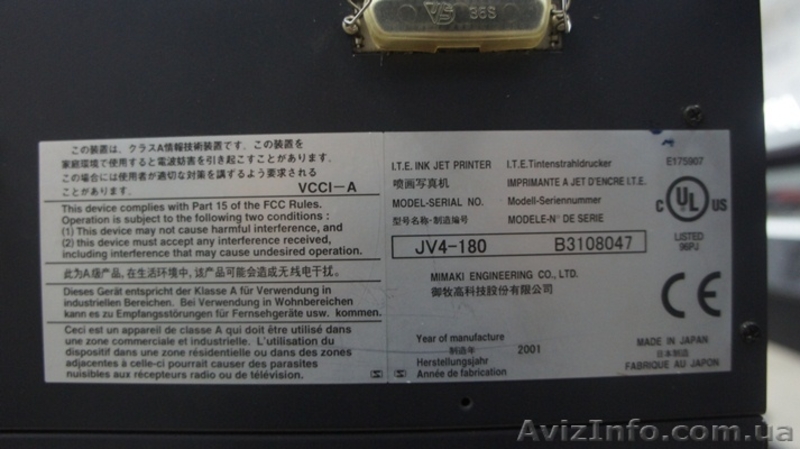 VS 36S
この装置は、クラスA情報技術装置です。この装置を
家庭環境で使用すると電波妨害を引き起こすことがあります。
この場合には使用者が適切な対策を講ずるよう要求される
ことがあります。 VCCI-A
This device complies with Part 15 of the FCC Rules.
Operation is subject to the following two conditions :
(1) This device may not cause harmful interference, and
(2) this device must accept any interference received,
including interference that may cause undesired operation.
此为A级产品,在生活环境中,该产品可能会造成无线电干扰。
Dieses Gerät entspricht der Klasse A für Verwendung in
industriellen Bereichen. Bei Verwendung in Wohnbereichen
kann es zu Empfangsstörungen für Fernsehgeräte usw. kommen.
Ceci est un appareil de classe A qui doit être utilisé dans
une zone commerciale et industrielle. L'utilisation du
dispositif dans une zone résidentielle ou dans des zones
adjacentes à celle-ci pourrait causer des parasites
nuisibles aux récepteurs radio ou de télévision.
I.T.E. INK JET PRINTER I.T.E.Tintenstrahldrucker E175907
喷画写真机 IMPRIMANTE A JET D'ENCRE I.T.E.
MODEL-SERIAL NO. Modell-Seriennummer
型号名称·制造编号 MODELE-N° DE SERIE
JV4-180 B3108047
C UL US
LISTED
96PJ
MIMAKI ENGINEERING CO., LTD.
御牧高科技股份有限公司
CE
Year of manufacture
制造年 2001
Herstellungsjahr
Année de fabrication
MADE IN JAPAN
日本制造
FABRIQUE AU JAPON
AvizInfo.com.ua